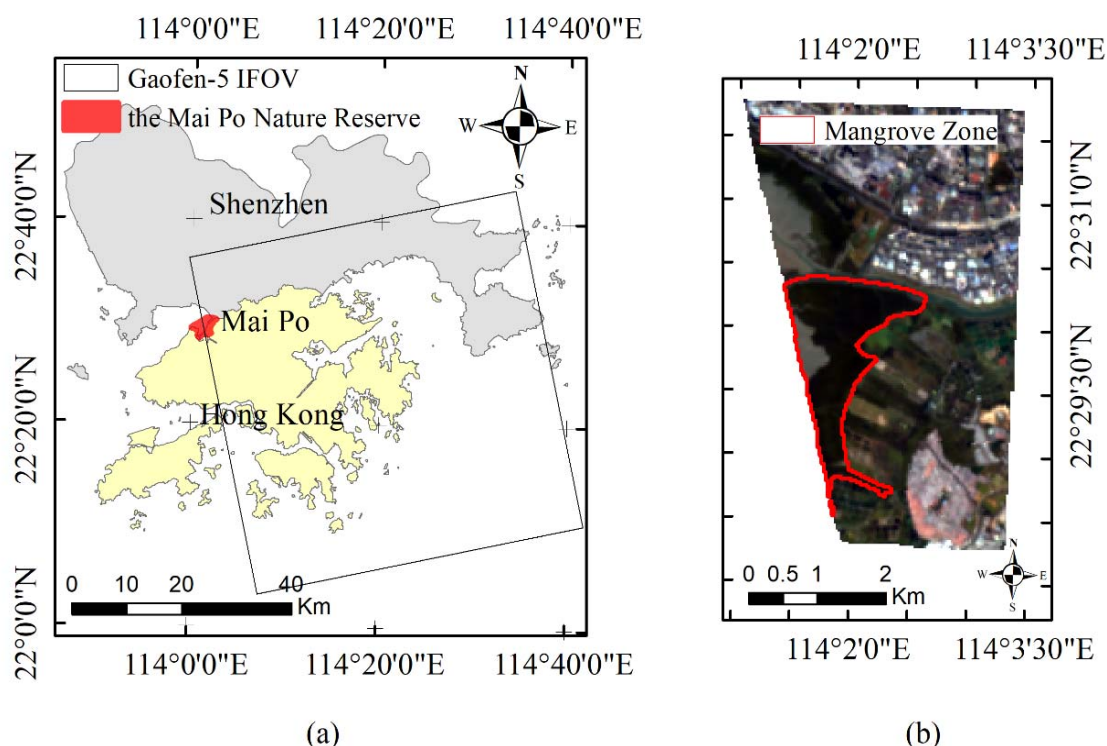 114°0'0"E 114°20'0"E 114°40'0"E
Gaofen-5 IFOV
the Mai Po Nature Reserve
N
W E
S
22°40'0"N
22°20'0"N
22°0'0"N
Shenzhen
Mai Po
Hong Kong
0 10 20 40
Km
114°0'0"E 114°20'0"E 114°40'0"E
(a)
114°2'0"E 114°3'30"E
Mangrove Zone
22°31'0"N
22°29'30"N
0 0.5 1 2
Km
N
W E
S
114°2'0"E 114°3'30"E
(b)